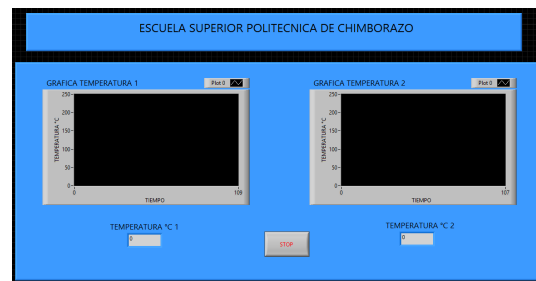 ESCUELA SUPERIOR POLITECNICA DE CHIMBORAZO
GRAFICA TEMPERATURA 1
Plot 0
TEMPERATURA °C
250
200
150
100
50
0
0
109
TIEMPO
GRAFICA TEMPERATURA 2
Plot 0
TEMPERATURA °C
250
200
150
100
50
0
0
107
TIEMPO
TEMPERATURA °C 1
0
STOP
TEMPERATURA °C 2
0